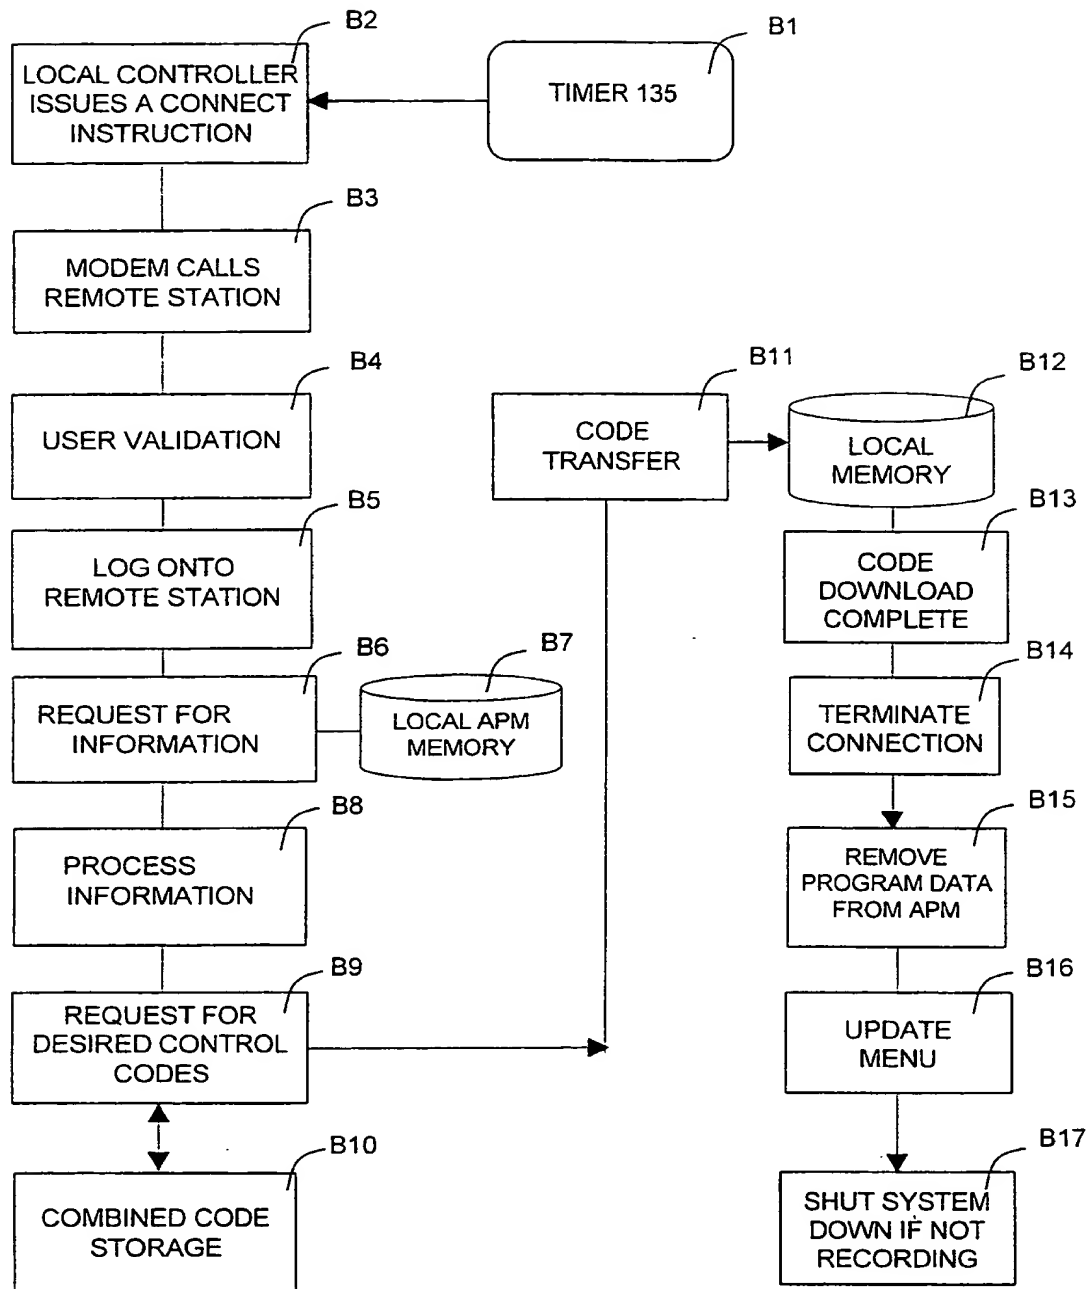 B2
LOCAL CONTROLLER
ISSUES A CONNECT
INSTRUCTION
B1
TIMER 135
B3
MODEM CALLS
REMOTE STATION
B4
USER VALIDATION
B5
LOG ONTO
REMOTE STATION
B6
REQUEST FOR
INFORMATION
B7
LOCAL APM
MEMORY
B8
PROCESS
INFORMATION
B9
REQUEST FOR
DESIRED CONTROL
CODES
B10
COMBINED CODE
STORAGE
B11
CODE
TRANSFER
B12
LOCAL
MEMORY
B13
CODE
DOWNLOAD
COMPLETE
B14
TERMINATE
CONNECTION
B15
REMOVE
PROGRAM DATA
FROM APM
B16
UPDATE
MENU
B17
SHUT SYSTEM
DOWN IF NOT
RECORDING